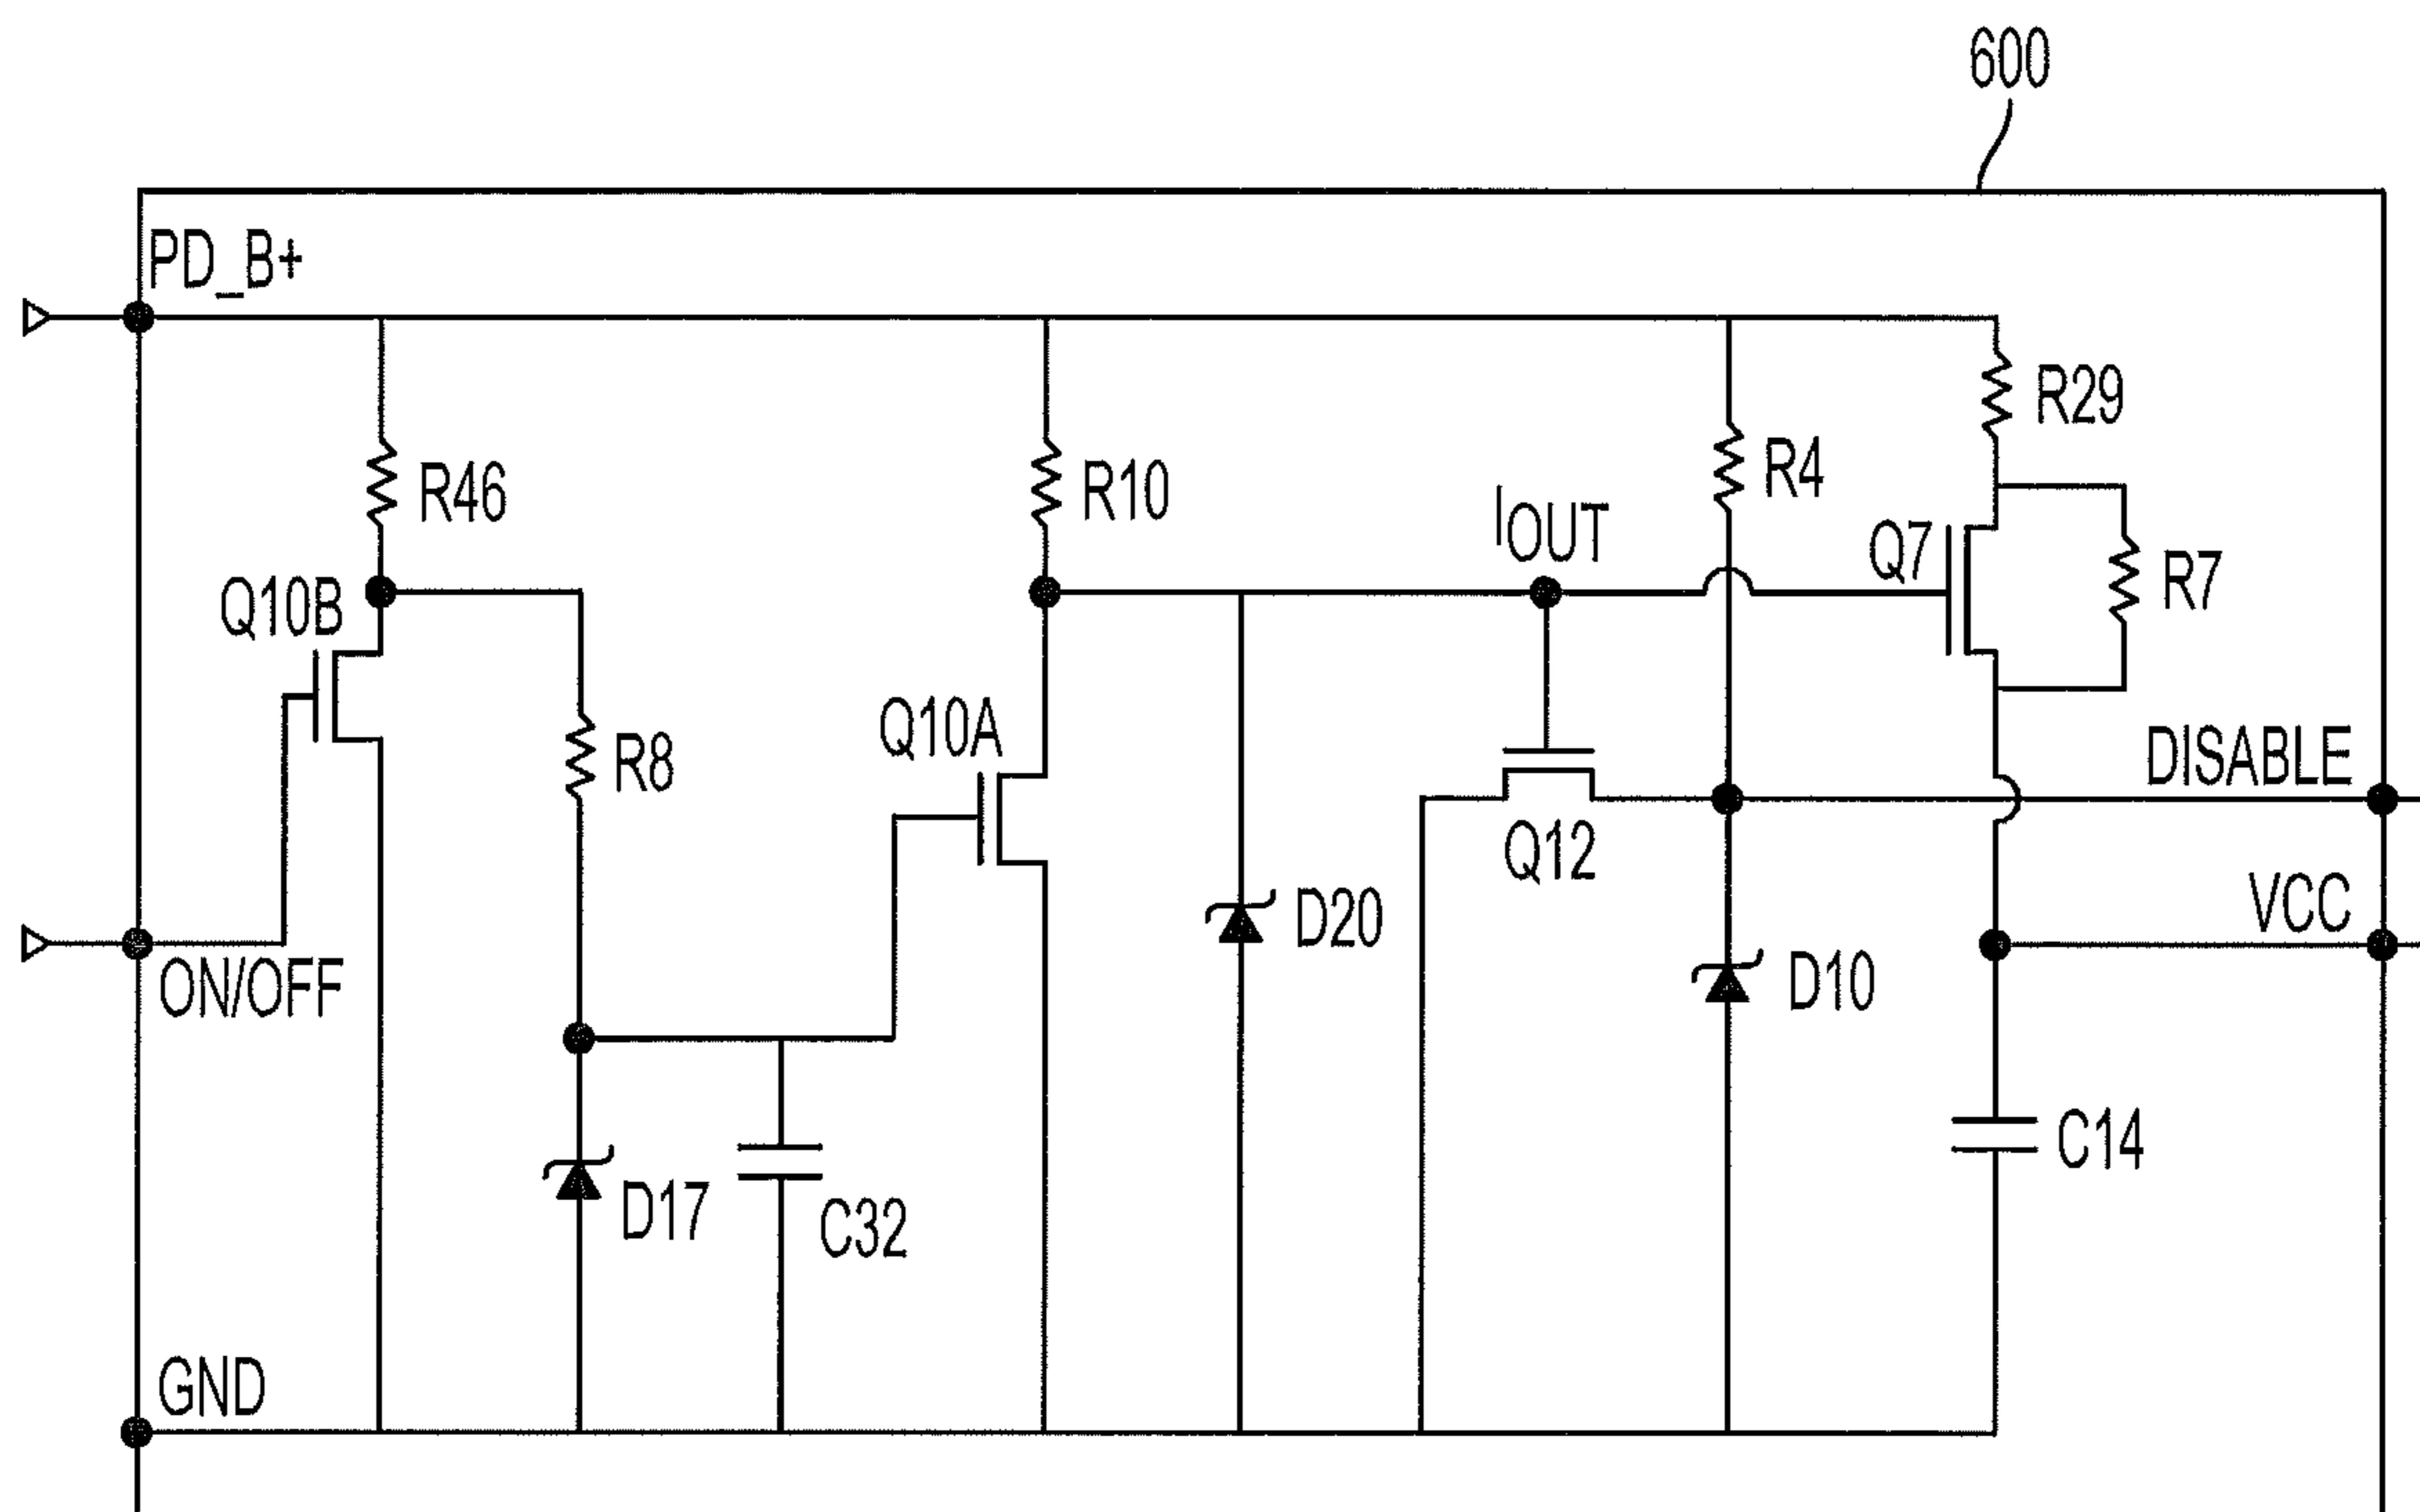 600
PD_B+
R29
R4
R46
R10
IOUT
Q7
R7
Q10B
Q10A
R8
DISABLE
Q12
VCC
D20
D10
ON/OFF
C14
D17
C32
GND